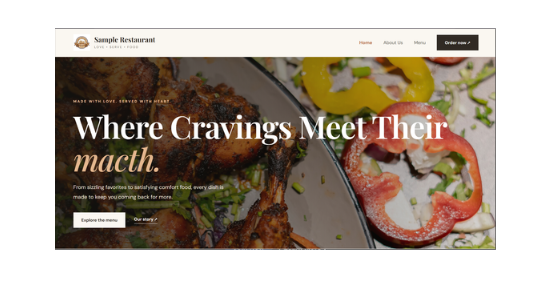 Sample Restaurant
LOVE • SERVE • FOOD
Home About Us Menu Order now ↗
MADE WITH LOVE. SERVED WITH HEART.
Where Cravings Meet Their
macth.
From sizzling favorites to satisfying comfort food, every dish is
made to keep you coming back for more.
Explore the menu Our story ↗